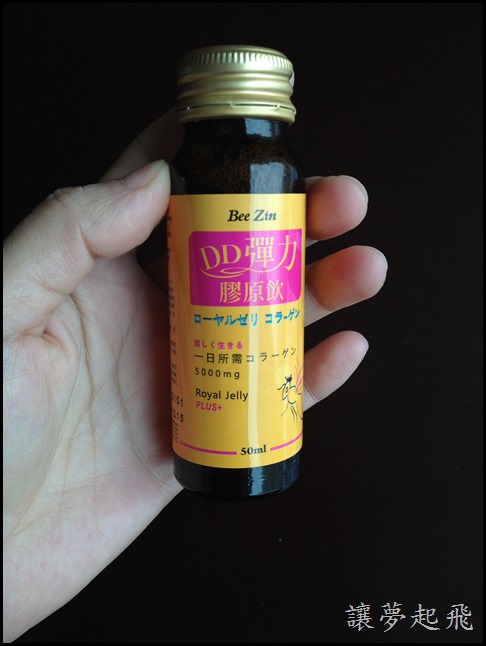 Bee Zin
DD彈力
膠原飲
ローヤルゼリ コラーゲン
美しく生きる
一日所需コラーゲン
5000mg
Royal Jelly
PLUS+
50ml
讓夢起飛